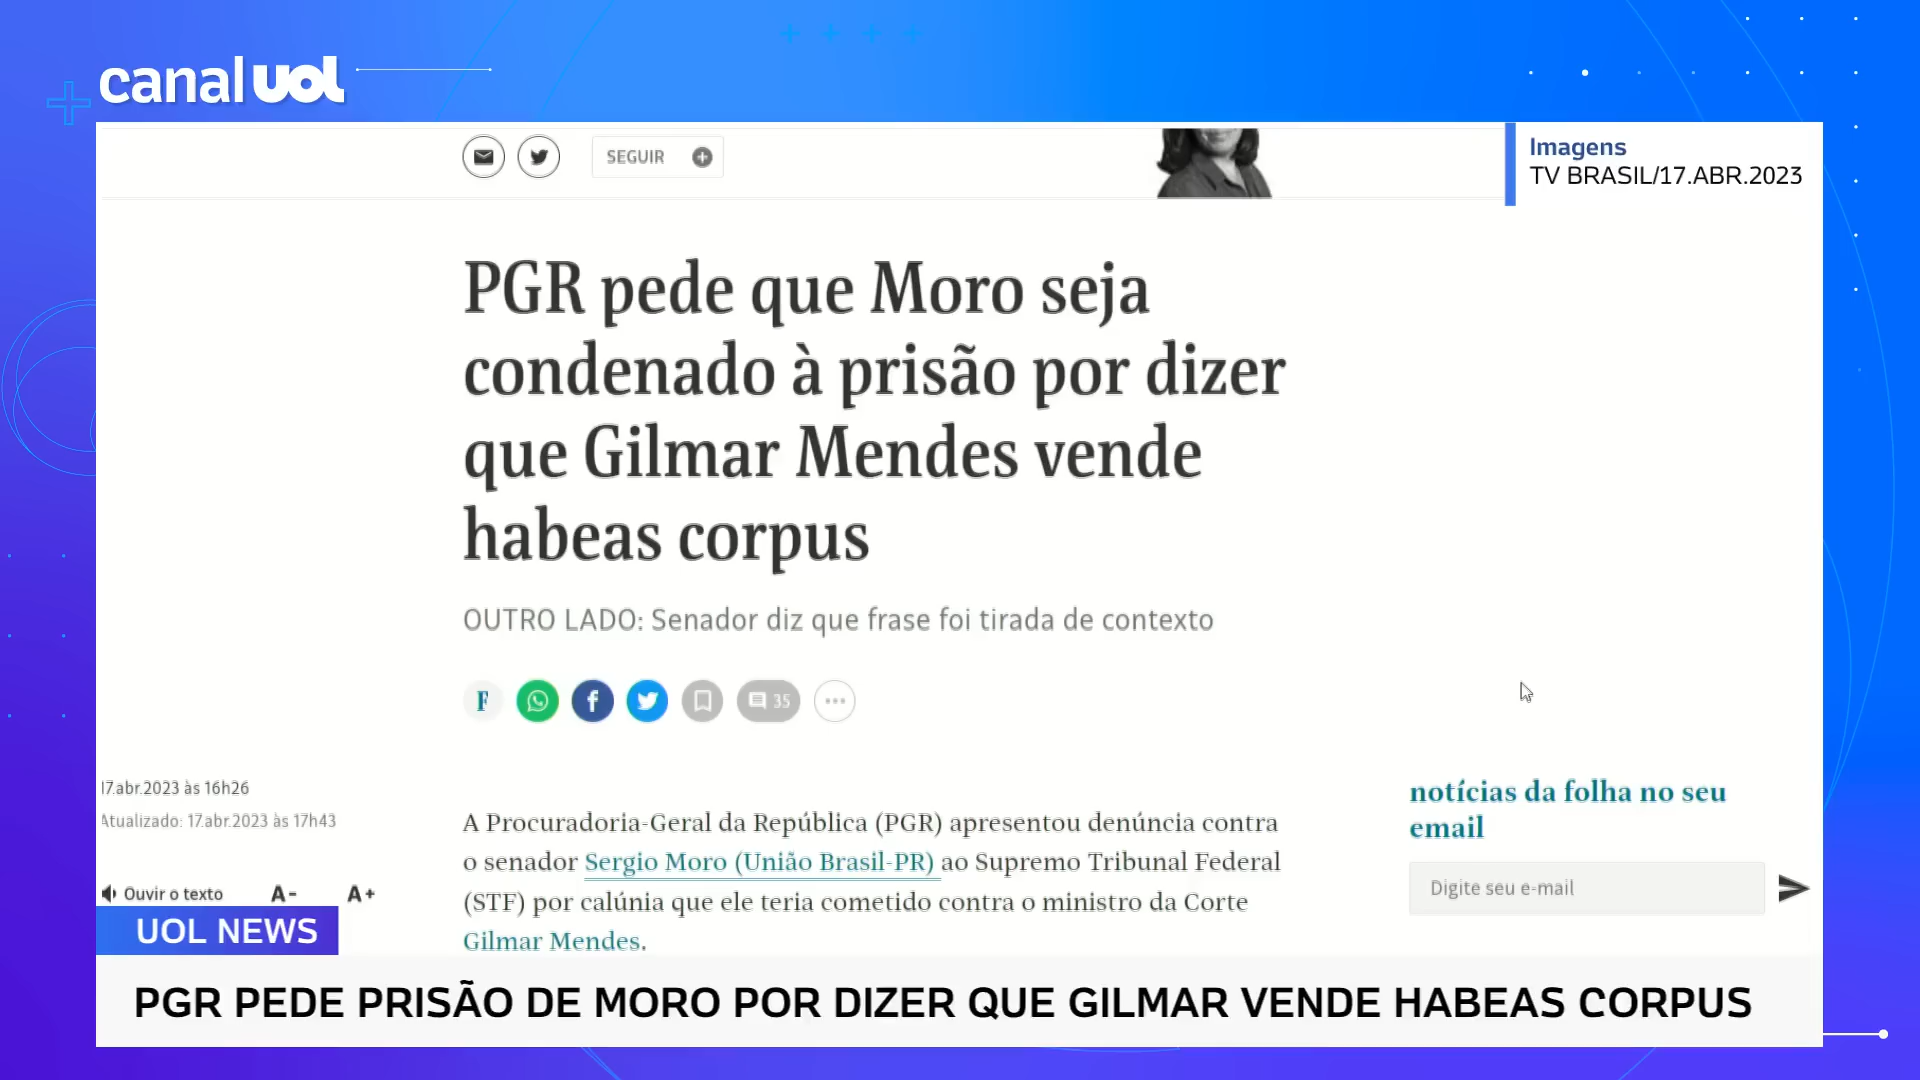 canal uol
SEGUIR
Imagens
TV BRASIL/17.ABR.2023
PGR pede que Moro seja
condenado à prisão por dizer
que Gilmar Mendes vende
habeas corpus
OUTRO LADO: Senador diz que frase foi tirada de contexto
F
35
17.abr.2023 às 16h26
Atualizado: 17.abr.2023 às 17h43
Ouvir o texto A- A+
A Procuradoria-Geral da República (PGR) apresentou denúncia contra
o senador Sergio Moro (União Brasil-PR) ao Supremo Tribunal Federal
(STF) por calúnia que ele teria cometido contra o ministro da Corte
Gilmar Mendes.
notícias da folha no seu
email
Digite seu e-mail
UOL NEWS
PGR PEDE PRISÃO DE MORO POR DIZER QUE GILMAR VENDE HABEAS CORPUS